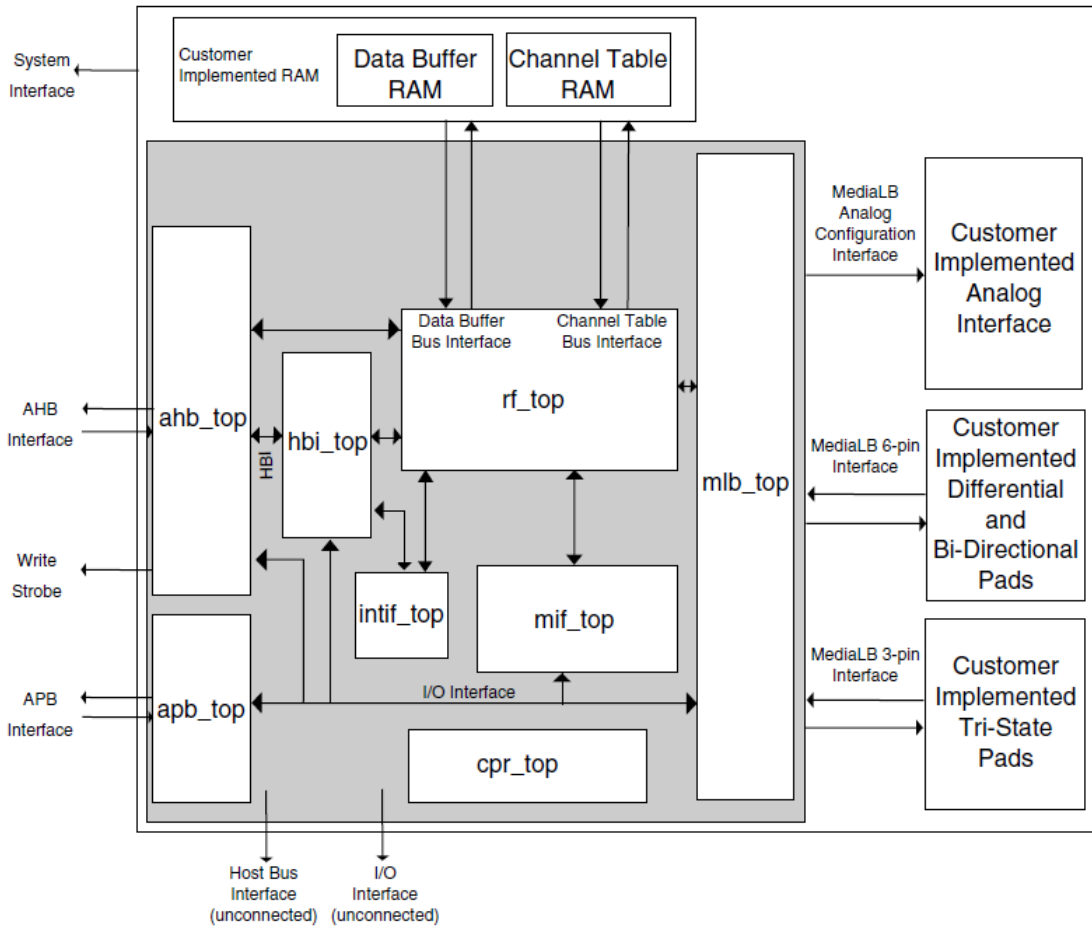 System
Interface
Customer
Implemented RAM
Data Buffer
RAM
Channel Table
RAM
MediaLB
Analog
Configuration
Interface
Customer
Implemented
Analog
Interface
Data Buffer
Bus Interface
Channel Table
Bus Interface
rf_top
AHB
Interface
ahb_top
HBI
hbi_top
mlb_top
MediaLB 6-pin
Interface
Customer
Implemented
Differential
and
Bi-Directional
Pads
Write
Strobe
intif_top
mif_top
MediaLB 3-pin
Interface
Customer
Implemented
Tri-State
Pads
APB
Interface
apb_top
I/O Interface
cpr_top
Host Bus
Interface
(unconnected)
I/O
Interface
(unconnected)